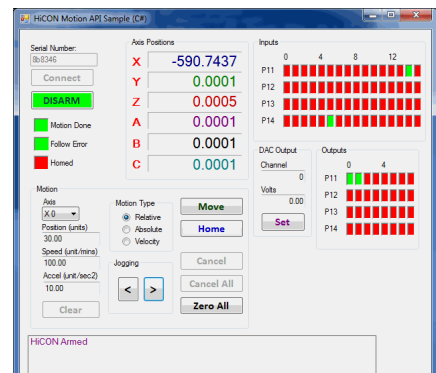 HiCON Motion API Sample (C#)
Serial Number:
8b8346
Connect
DISARM
Motion Done
Follow Error
Homed
Axis Positions
X -590.7437
Y 0.0001
Z 0.0005
A 0.0001
B 0.0001
C 0.0001
Inputs
0 4 8 12
P11
P12
P13
P14
DAC Output
Channel
0
Volts
0.00
Set
Outputs
0 4
P11
P12
P13
P14
Motion
Axis
X 0
Position (units)
30.00
Speed (unit/mins)
100.00
Accel (unit/sec2)
10.00
Clear
Motion Type
Relative
Absolute
Velocity
Jogging
<
>
Move
Home
Cancel
Cancel All
Zero All
HiCON Armed